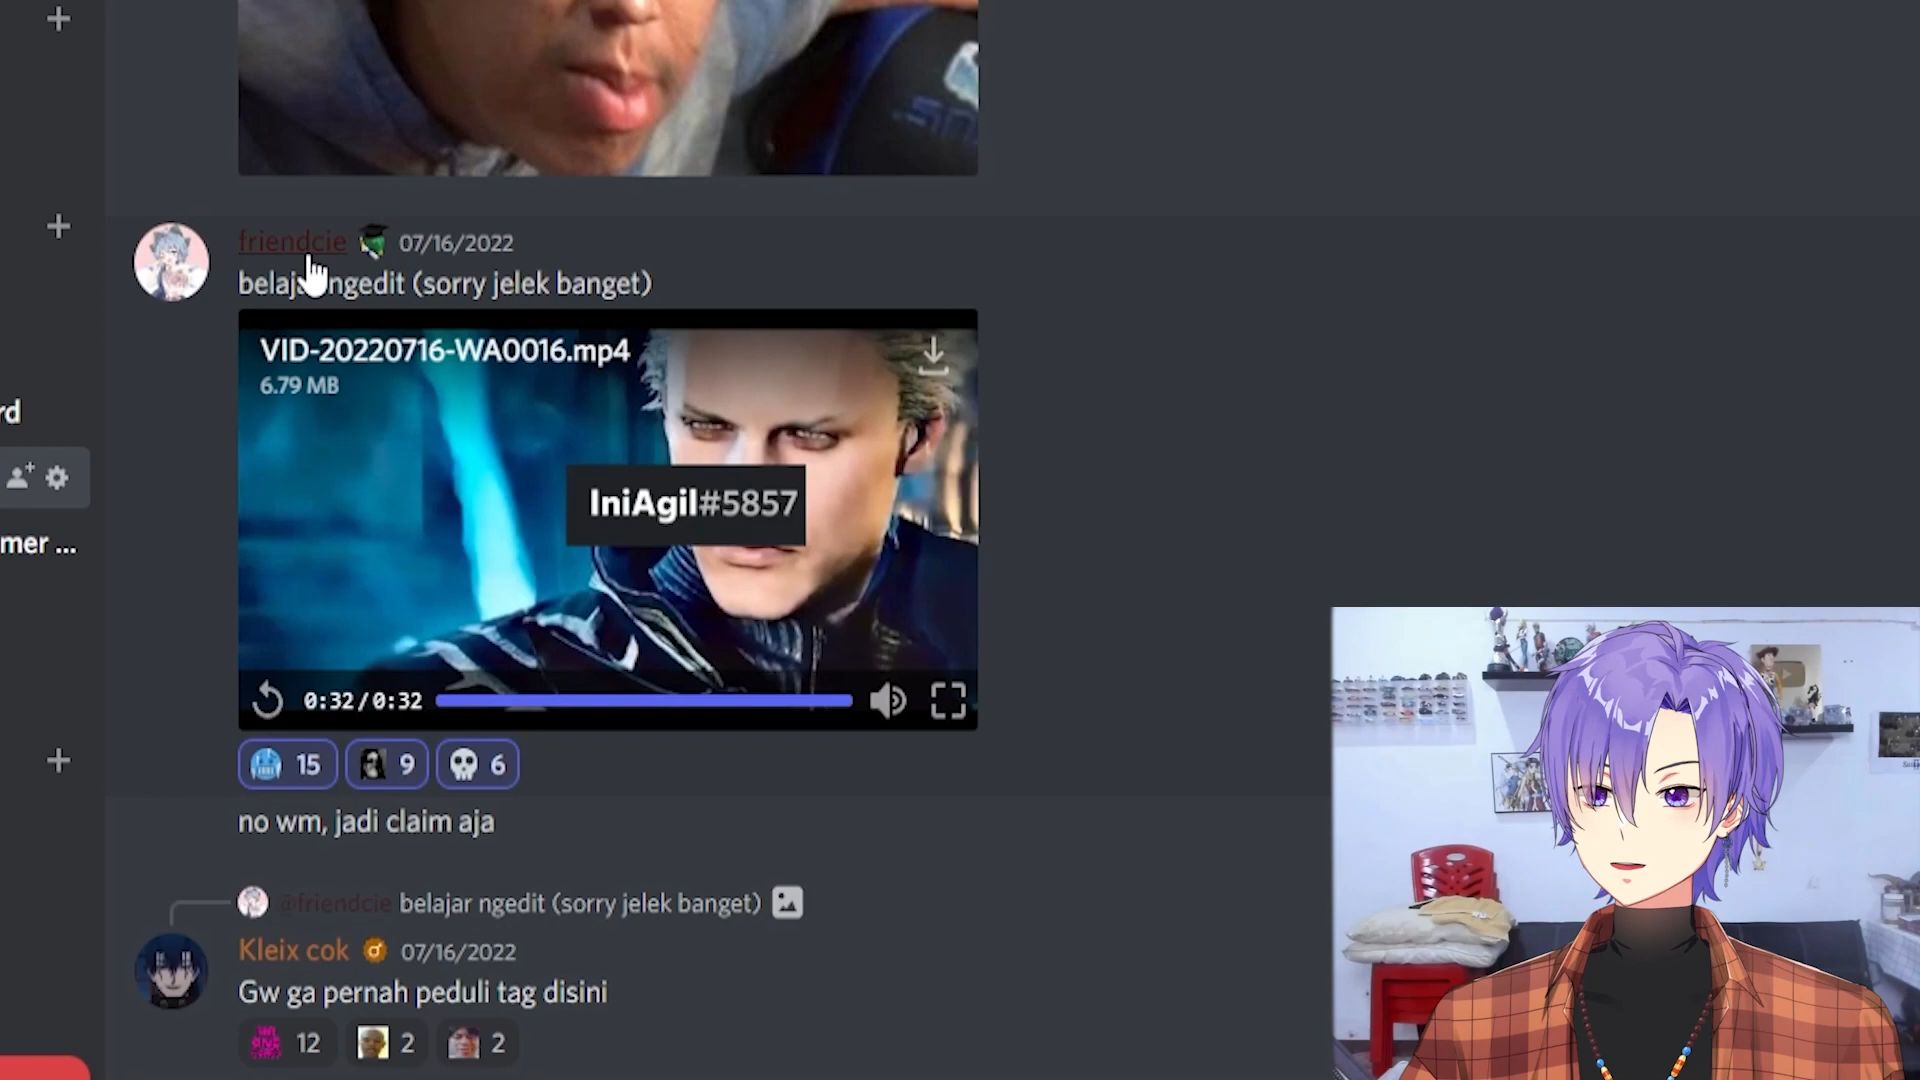 friendcie 07/16/2022
ngedit (sorry jelek banget)
VID-20220716-WA0016.mp4
6.79 MB
rd
IniAgil#5857
mer ...
0:32/0:32
15 9 6
no wm, jadi claim aja
@friendcie belajar ngedit (sorry jelek banget)
Kleix cok 07/16/2022
Gw ga pernah peduli tag disini
12 2 2